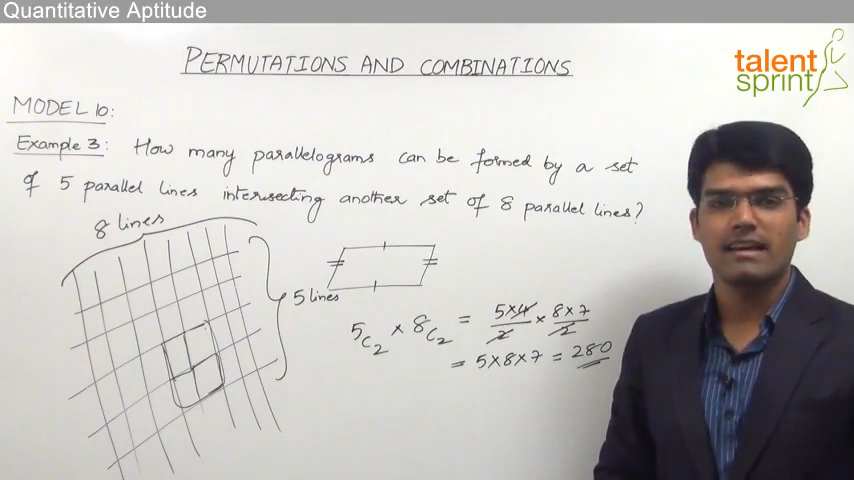 Quantitative Aptitude
PERMUTATIONS AND COMBINATIONS
talent
sprint
MODEL 10:
Example 3: How many parallelograms can be formed by a set
of 5 parallel lines intersecting another set of 8 parallel lines?
8 lines
5 lines
5C2 × 8C2 = 5×4/2 × 8×7/2
= 5×8×7 = 280